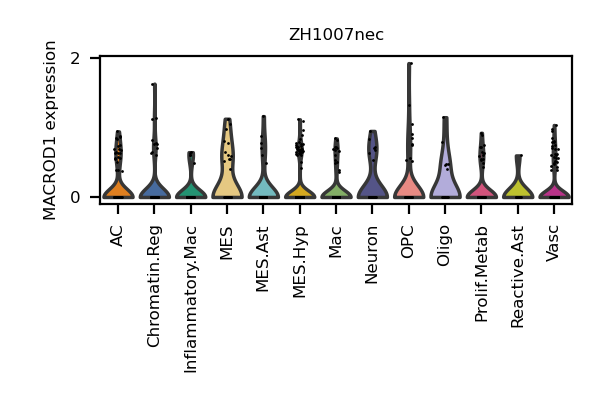 ZH1007nec
MACROD1 expression
2
0
AC
Chromatin.Reg
Inflammatory.Mac
MES
MES.Ast
MES.Hyp
Mac
Neuron
OPC
Oligo
Prolif.Metab
Reactive.Ast
Vasc